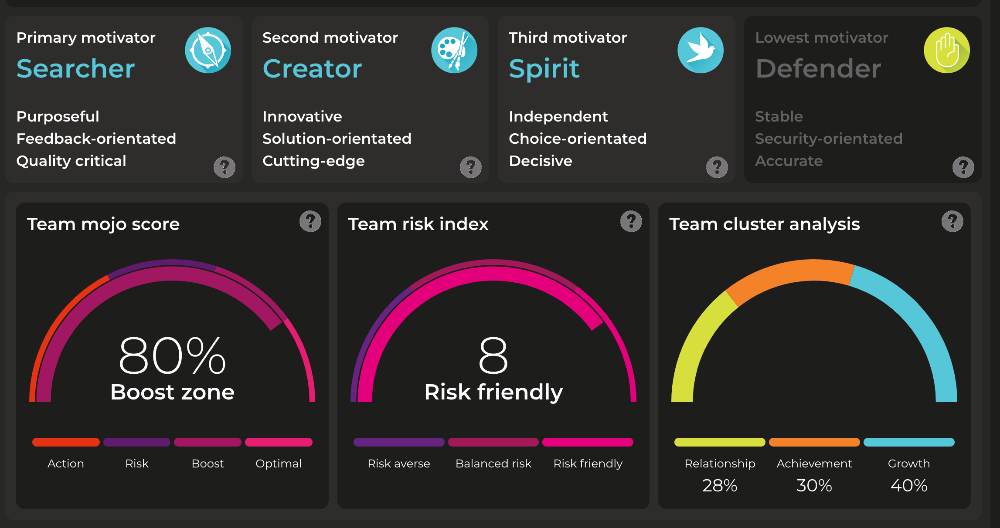 Primary motivator
Searcher
Purposeful
Feedback-orientated
Quality critical
?
Second motivator
Creator
Innovative
Solution-orientated
Cutting-edge
?
Third motivator
Spirit
Independent
Choice-orientated
Decisive
?
Lowest motivator
Defender
Stable
Security-orientated
Accurate
?
Team mojo score
?
80%
Boost zone
Action
Risk
Boost
Optimal
Team risk index
?
8
Risk friendly
Risk averse
Balanced risk
Risk friendly
Team cluster analysis
?
Relationship
28%
Achievement
30%
Growth
40%